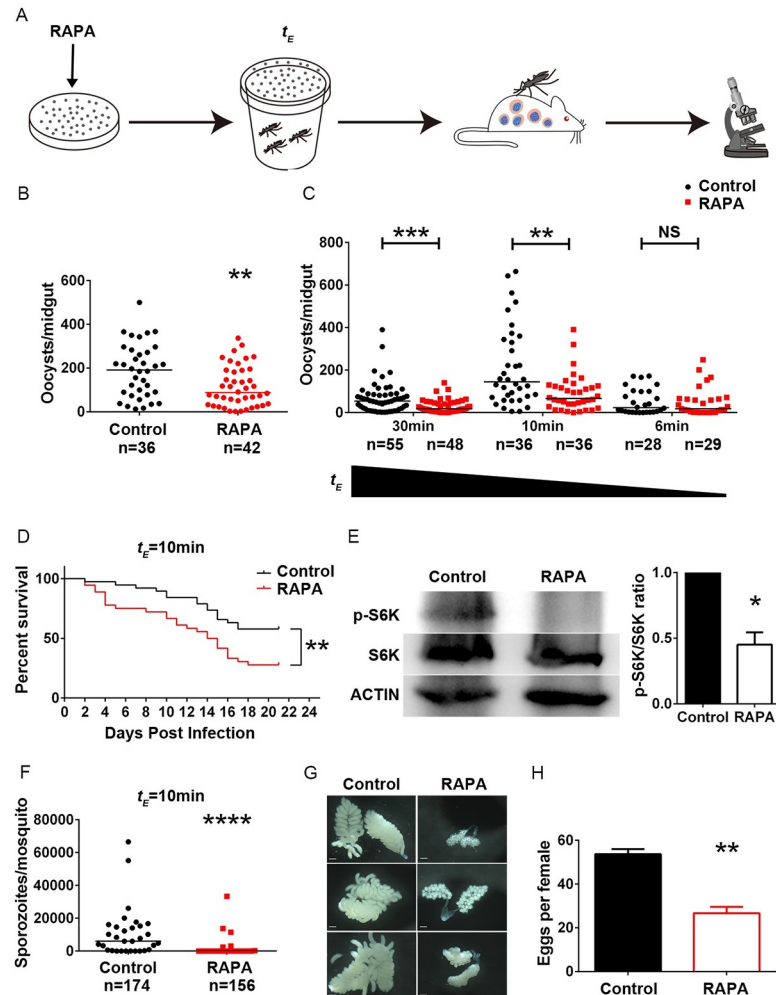 A
RAPA
tE
B
Oocysts/midgut
600
400
200
0
**
Control
n=36
RAPA
n=42
C
Control
RAPA
Oocysts/midgut
800
600
400
200
0
***
**
NS
30min
10min
6min
n=55
n=48
n=36
n=36
n=28
n=29
tE
D
tE=10min
Control
RAPA
Percent survival
100
50
0
**
0 2 4 6 8 10 12 14 16 18 20 22 24
Days Post Infection
E
Control
RAPA
p-S6K
S6K
ACTIN
p-S6K/S6K ratio
1.0
0.5
0.0
*
Control
RAPA
F
tE=10min
Sporozoites/mosquito
80000
60000
40000
20000
0
****
Control
n=174
RAPA
n=156
G
Control
RAPA
H
Eggs per female
60
40
20
0
**
Control
RAPA